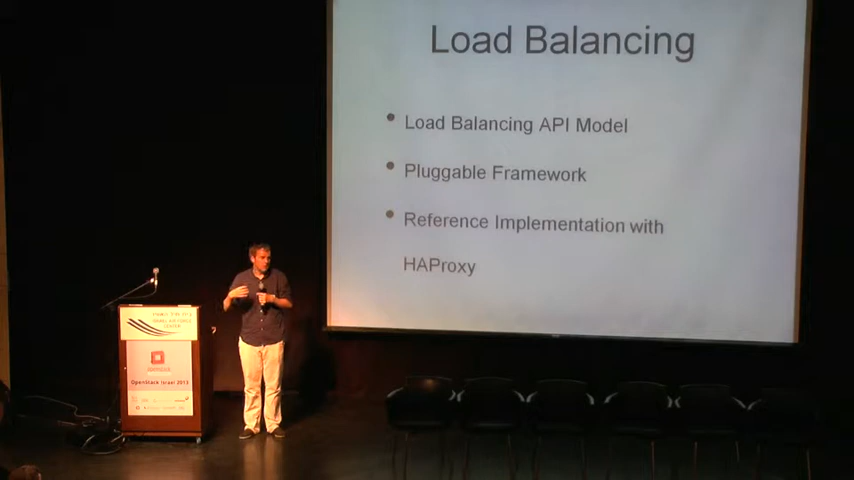 Load Balancing
Load Balancing API Model
Pluggable Framework
Reference Implementation with
HAProxy
OpenStack Israel 2013